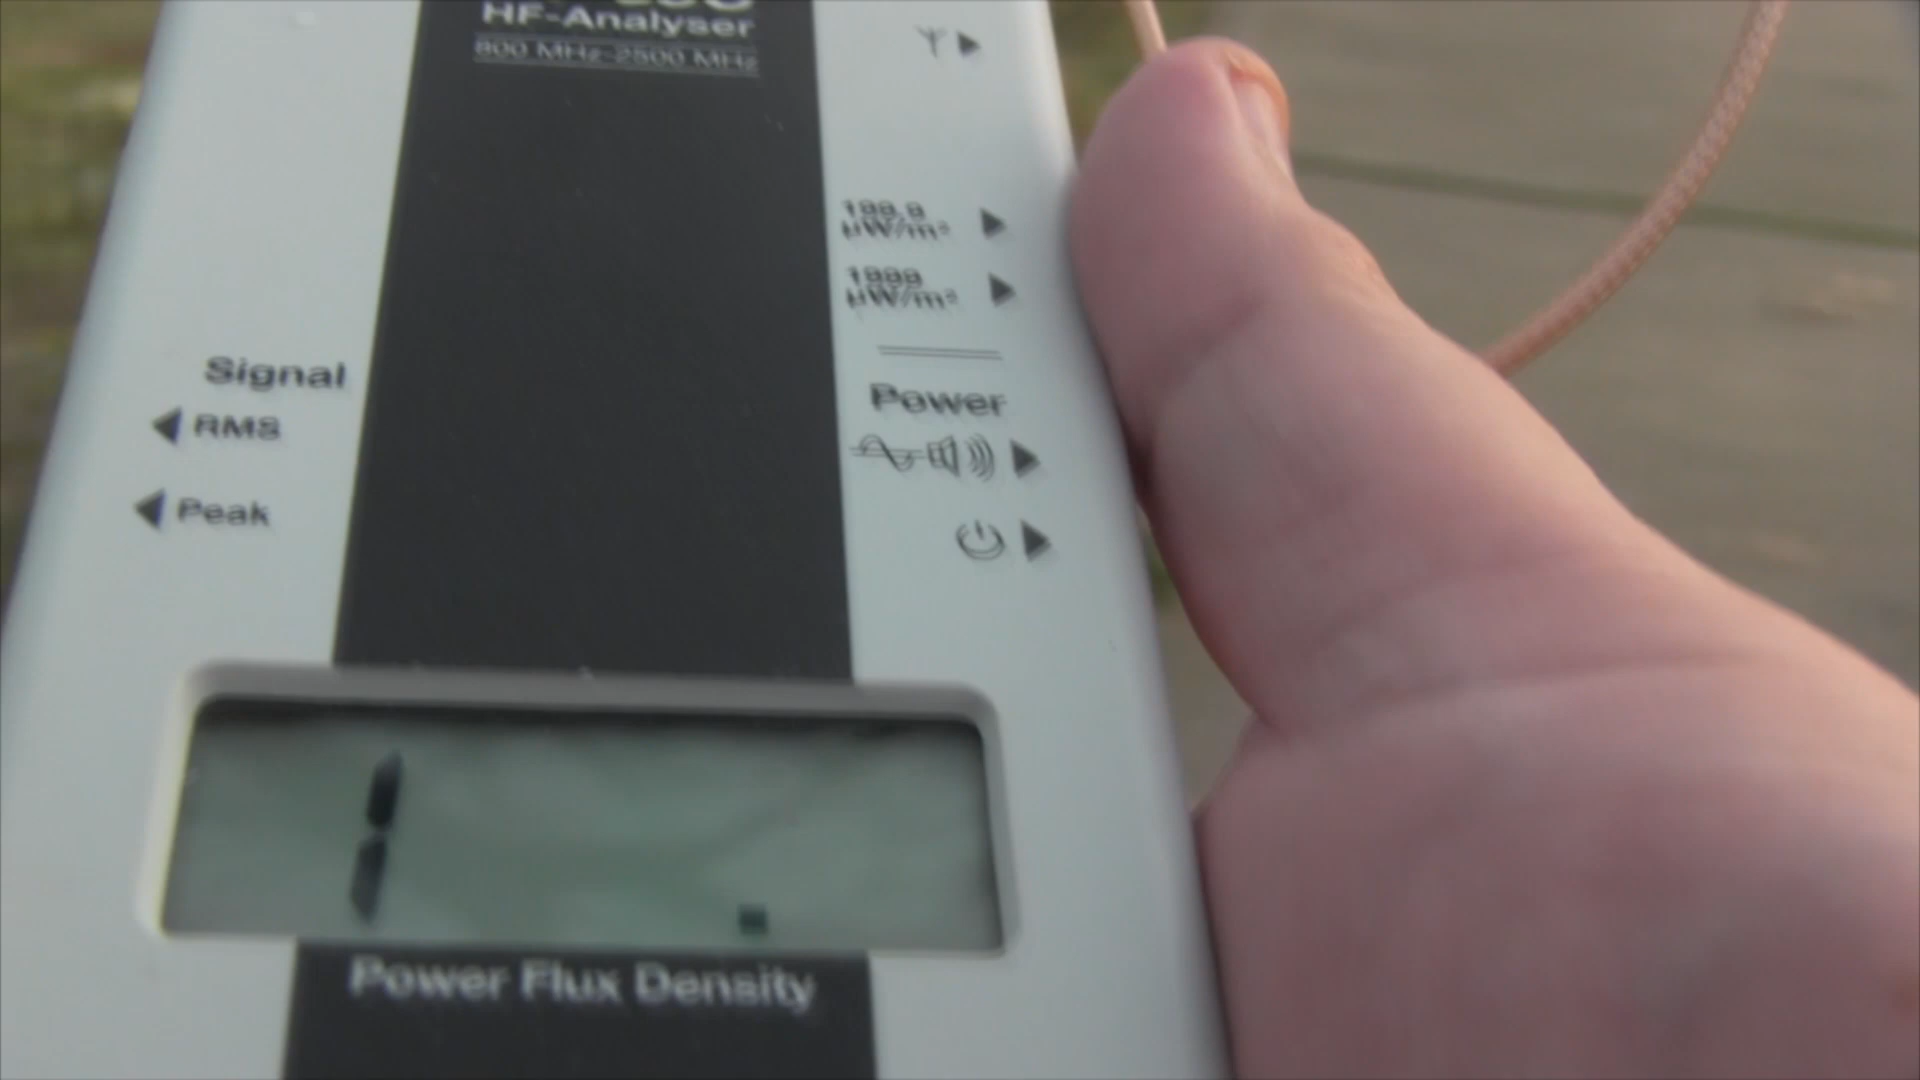 HF-Analyser
800 MHz-2500 MHz
199.9
µW/m²
1999
µW/m²
Signal
RMS
Peak
Power
1 .
Power Flux Density